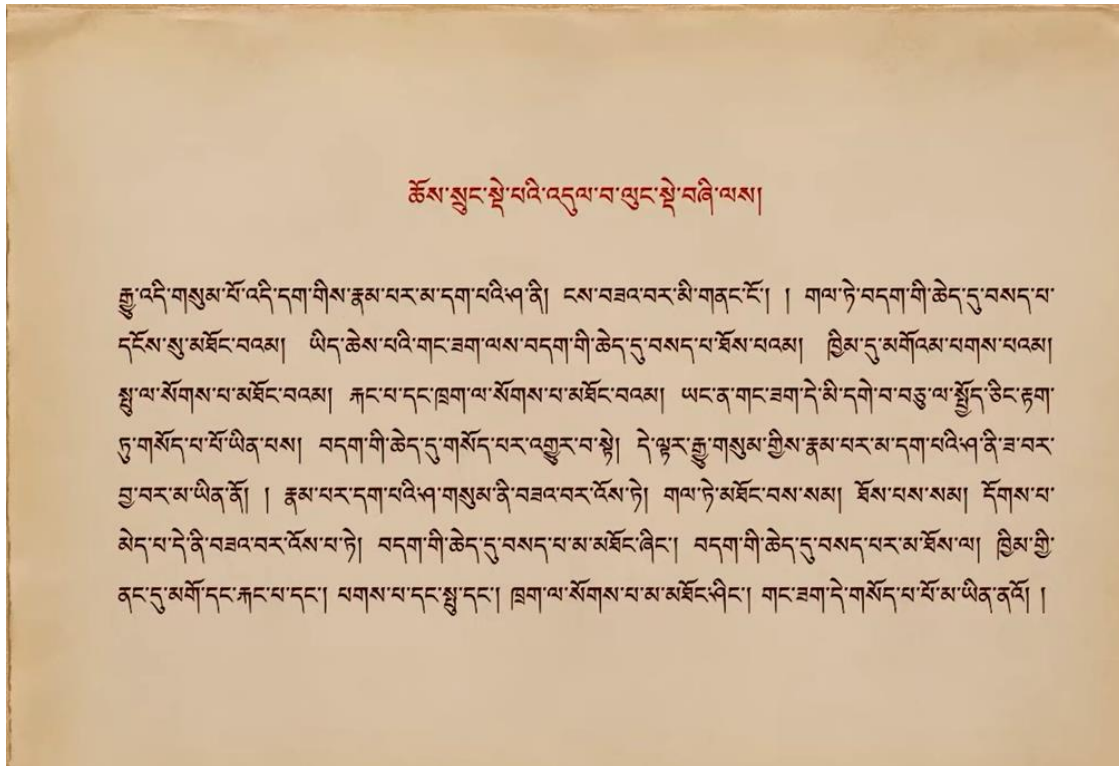 ཆོས་སྲུང་སྡེ་པའི་འདུལ་བ་ལུང་སྡེ་བཞི་ལས།
རྒྱུ་འདི་གསུམ་པོ་འདི་དག་གིས་རྣམ་པར་མ་དག་པའི་ཤ་ནི། ངས་བཟའ་བར་མི་གནང་ངོ་། ། གལ་ཏེ་བདག་གི་ཆེད་དུ་བསད་པ་
དངོས་སུ་མཐོང་བའམ། ཡིད་ཆེས་པའི་གང་ཟག་ལས་བདག་གི་ཆེད་དུ་བསད་པ་ཐོས་པའམ། ཁྱིམ་དུ་མགོའམ་པགས་པའམ།
སྤུ་ལ་སོགས་པ་མཐོང་བའམ། རྐང་པ་དང་ཁྲག་ལ་སོགས་པ་མཐོང་བའམ། ཡང་ན་གང་ཟག་དེ་མི་དགེ་བ་བཅུ་ལ་སྤྱོད་ཅིང་རྟག་
ཏུ་གསོད་པ་པོ་ཡིན་པས། བདག་གི་ཆེད་དུ་གསོད་པར་འགྱུར་བ་སྟེ། དེ་ལྟར་རྒྱུ་གསུམ་གྱིས་རྣམ་པར་མ་དག་པའི་ཤ་ནི་ཟ་བར་
བྱ་བར་མ་ཡིན་ནོ། ། རྣམ་པར་དག་པའི་ཤ་གསུམ་ནི་བཟའ་བར་འོས་ཏེ། གལ་ཏེ་མཐོང་བས་སམ། ཐོས་པས་སམ། དོགས་པ་
མེད་པ་དེ་ནི་བཟའ་བར་འོས་པ་ཏེ། བདག་གི་ཆེད་དུ་བསད་པ་མ་མཐོང་ཞིང་། བདག་གི་ཆེད་དུ་བསད་པར་མ་ཐོས་ལ། ཁྱིམ་གྱི་
ནང་དུ་མགོ་དང་རྐང་པ་དང་། པགས་པ་དང་སྤུ་དང་། ཁྲག་ལ་སོགས་པ་མ་མཐོང་ཤིང་། གང་ཟག་དེ་གསོད་པ་པོ་མ་ཡིན་ནའོ། །